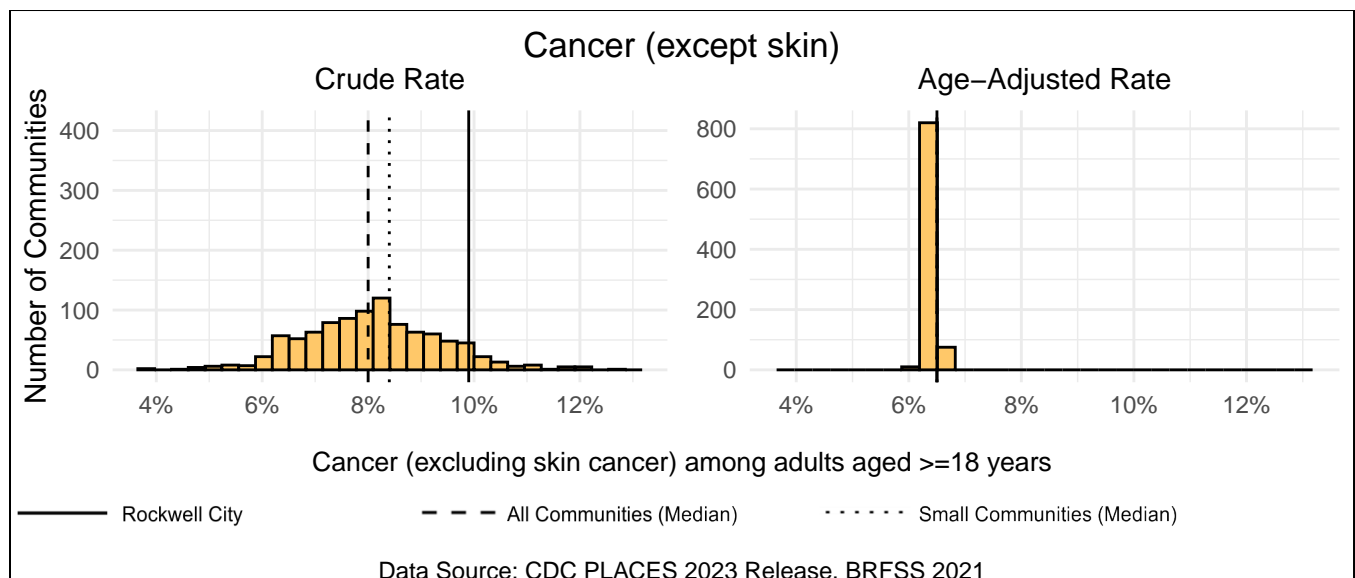 Cancer (except skin)
Crude Rate
Age−Adjusted Rate
Number of Communities
400
300
200
100
0
4%
6%
8%
10%
12%
800
600
400
200
0
4%
6%
8%
10%
12%
Cancer (excluding skin cancer) among adults aged >=18 years
Rockwell City
All Communities (Median)
Small Communities (Median)
Data Source: CDC PLACES 2023 Release, BRFSS 2021